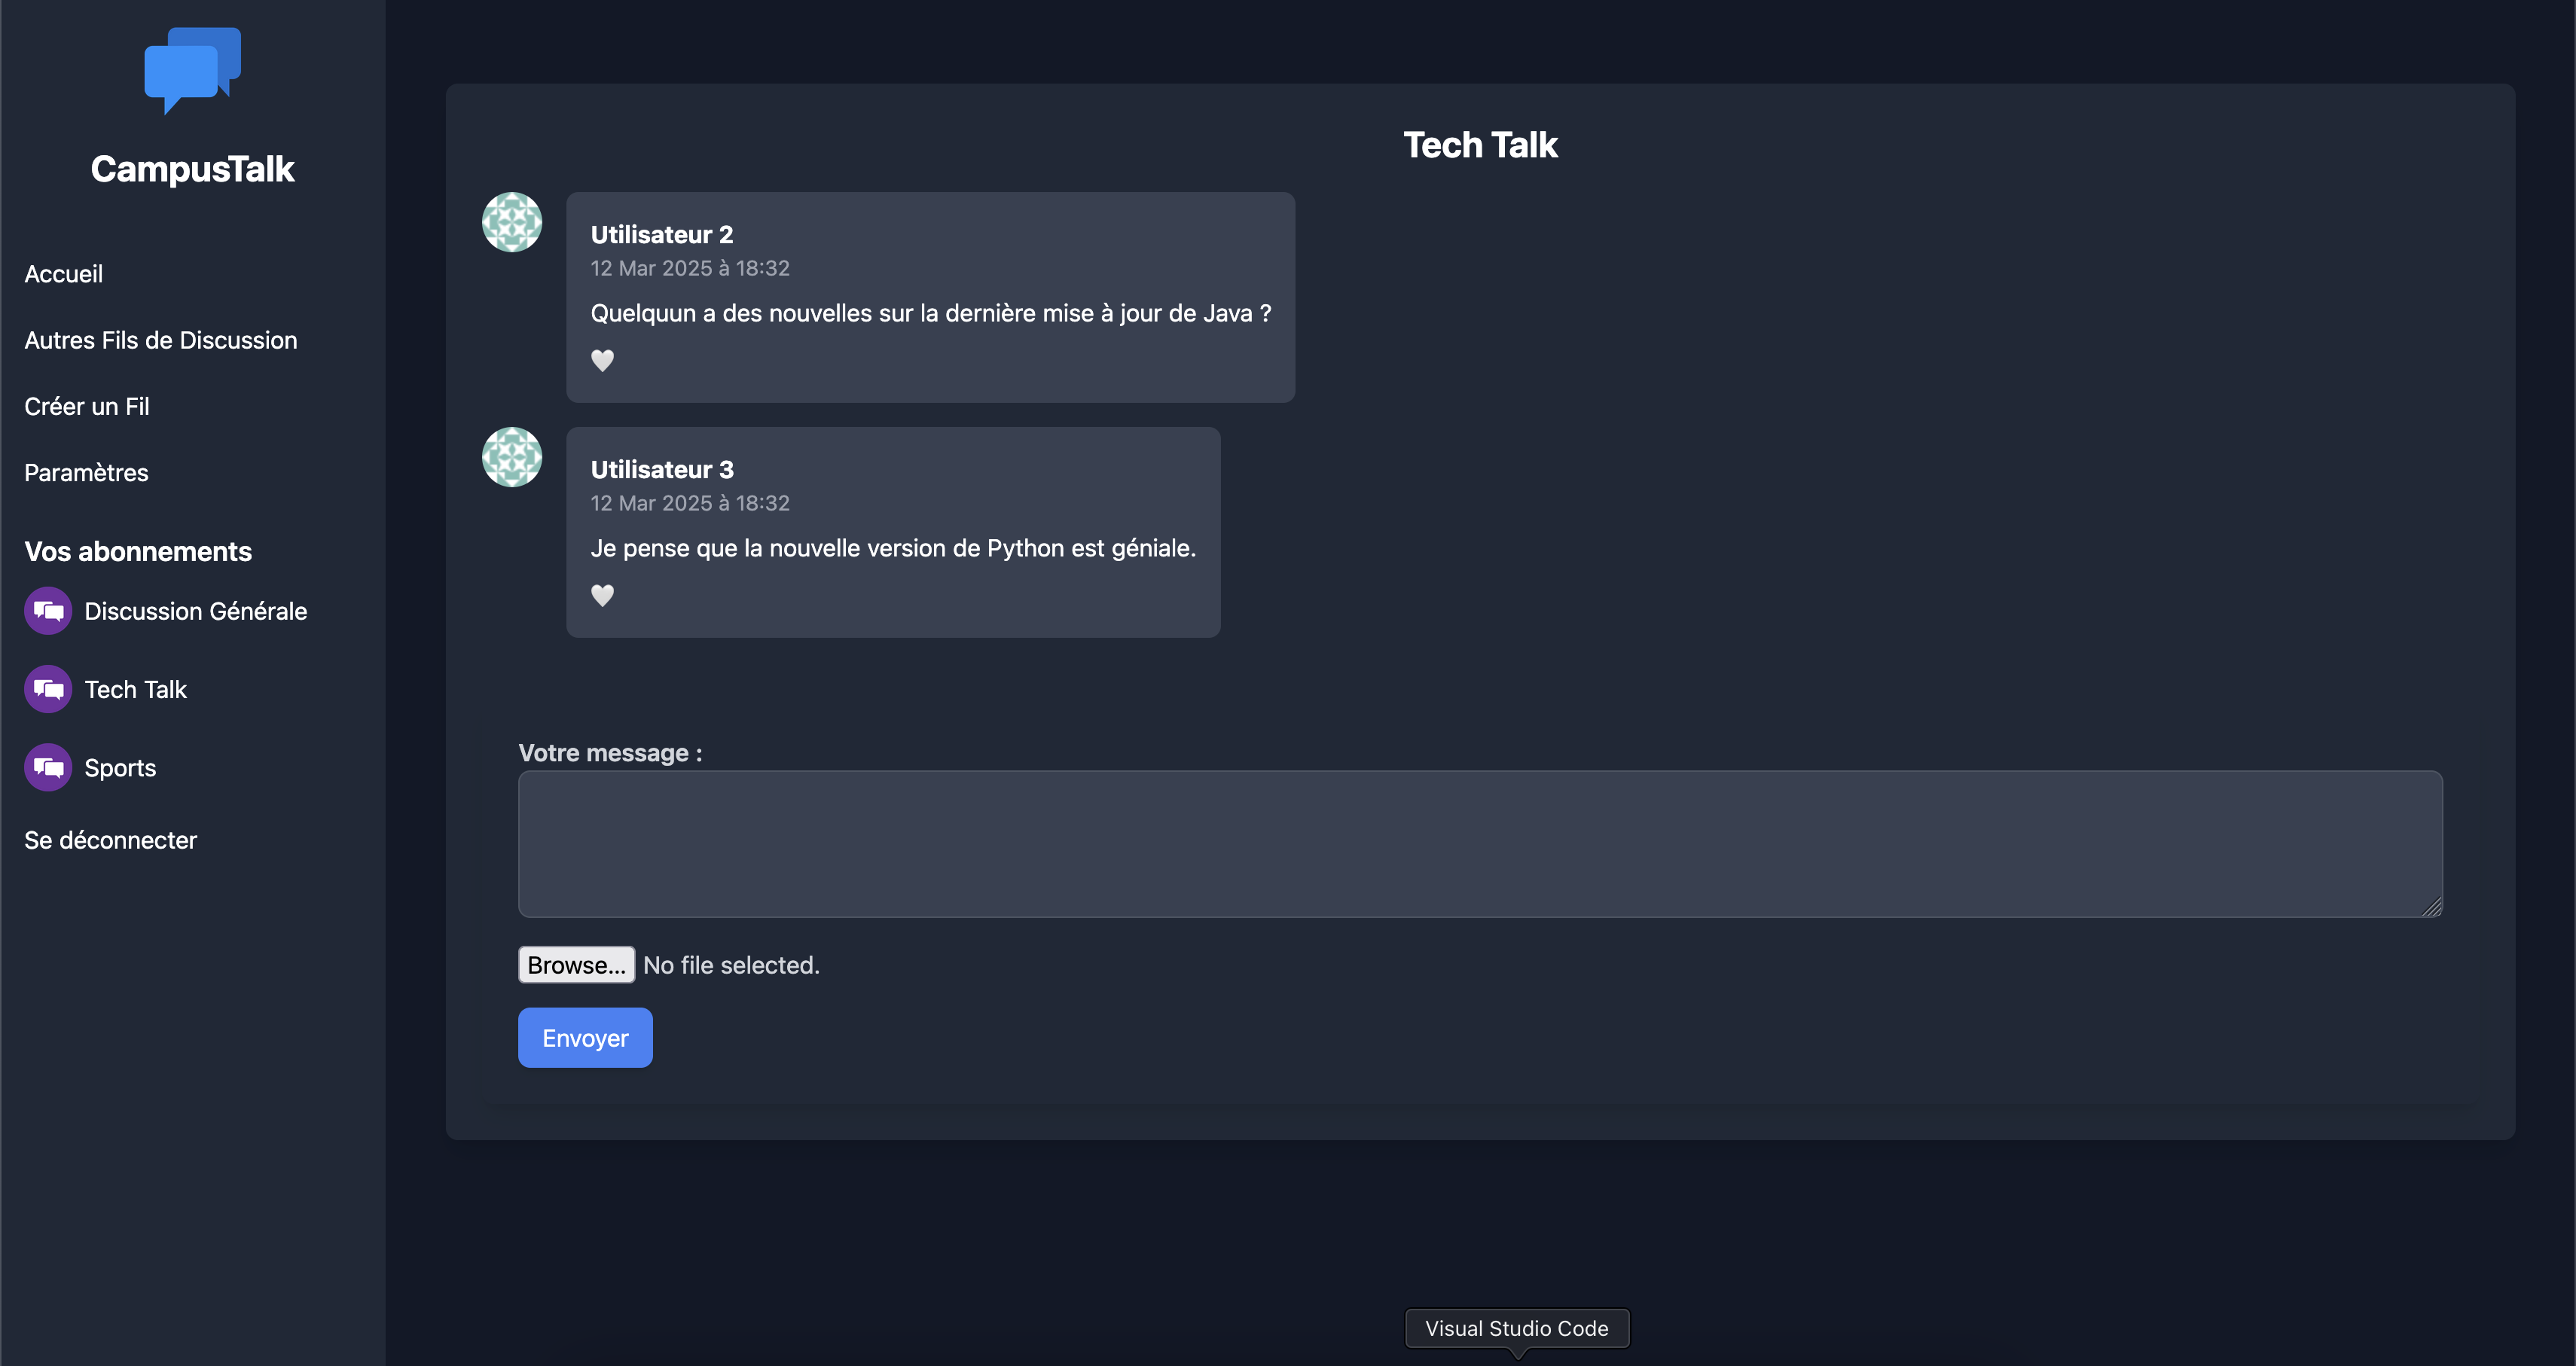 CampusTalk
Accueil
Autres Fils de Discussion
Créer un Fil
Paramètres
Vos abonnements
Discussion Générale
Tech Talk
Sports
Se déconnecter
Tech Talk
Utilisateur 2
12 Mar 2025 à 18:32
Quelquun a des nouvelles sur la dernière mise à jour de Java ?
Utilisateur 3
12 Mar 2025 à 18:32
Je pense que la nouvelle version de Python est géniale.
Votre message :
Browse... No file selected.
Envoyer
Visual Studio Code